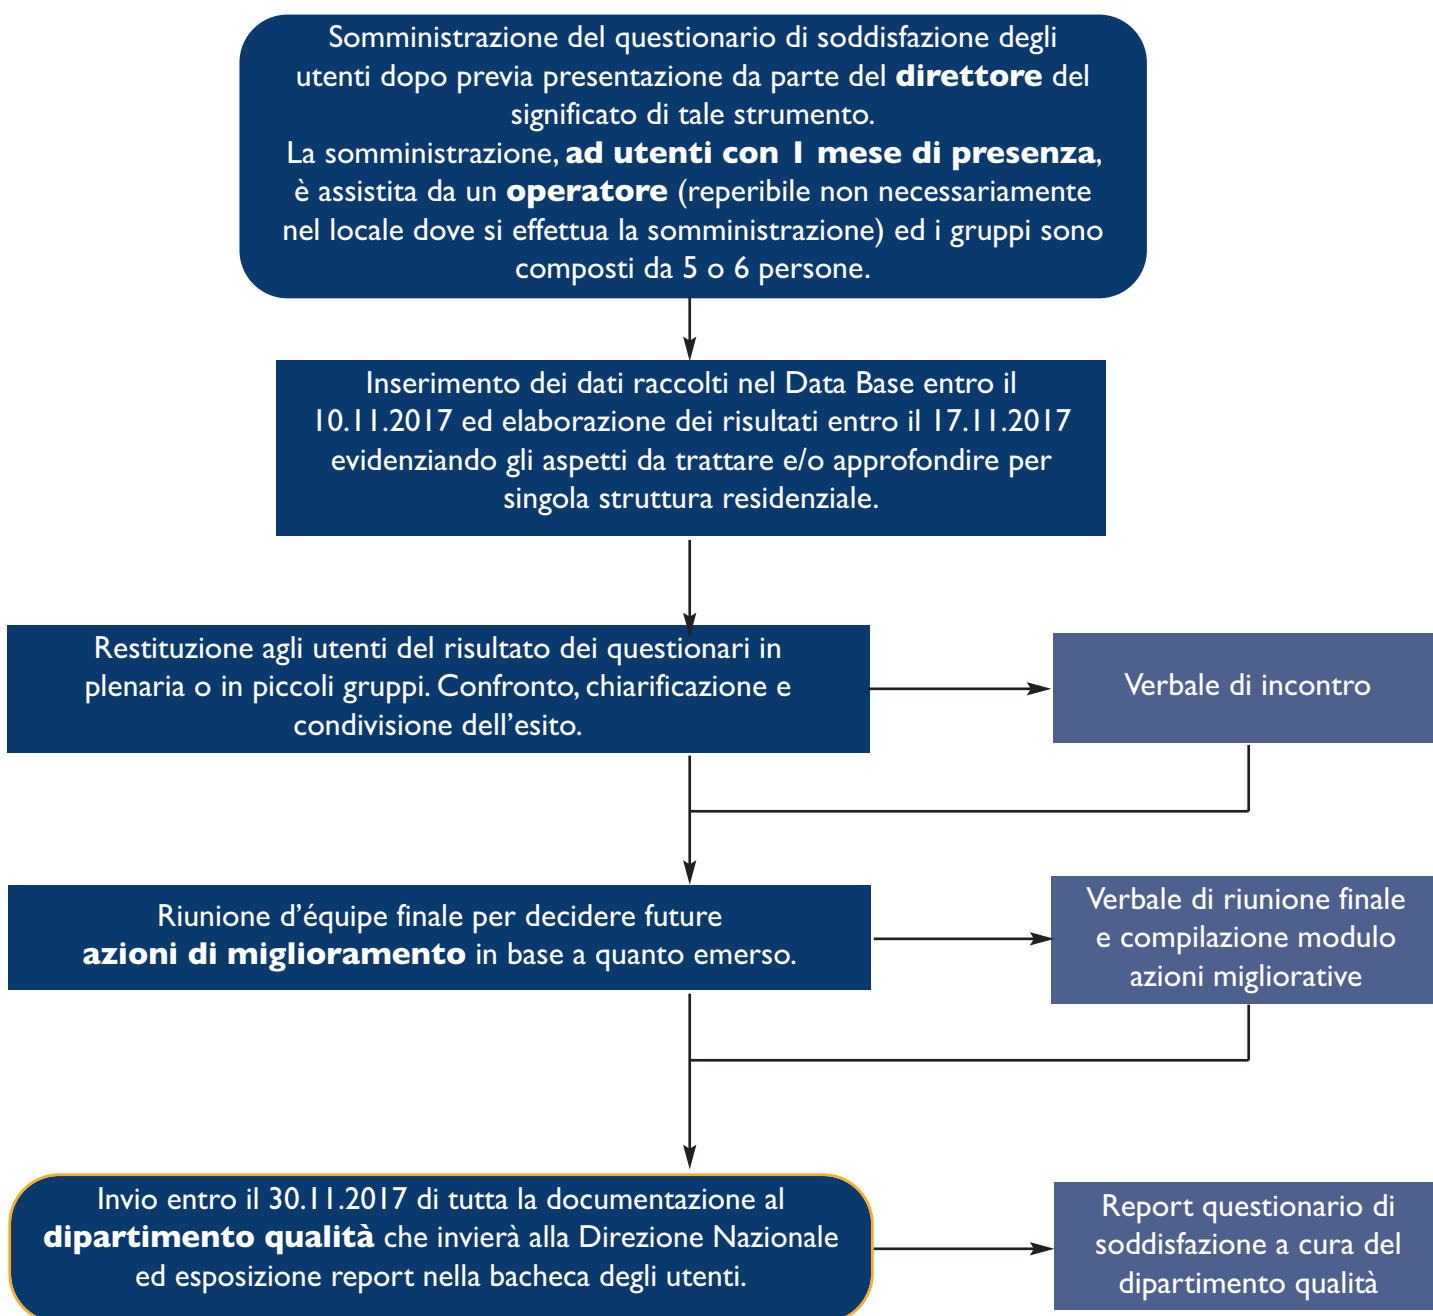 Somministrazione del questionario di soddisfazione degli
utenti dopo previa presentazione da parte del direttore del
significato di tale strumento.
La somministrazione, ad utenti con 1 mese di presenza,
è assistita da un operatore (reperibile non necessariamente
nel locale dove si effettua la somministrazione) ed i gruppi sono
composti da 5 o 6 persone.
Inserimento dei dati raccolti nel Data Base entro il
10.11.2017 ed elaborazione dei risultati entro il 17.11.2017
evidenziando gli aspetti da trattare e/o approfondire per
singola struttura residenziale.
Restituzione agli utenti del risultato dei questionari in
plenaria o in piccoli gruppi. Confronto, chiarificazione e
condivisione dell'esito.
Verbale di incontro
Riunione d'équipe finale per decidere future
azioni di miglioramento in base a quanto emerso.
Verbale di riunione finale
e compilazione modulo
azioni migliorative
Invio entro il 30.11.2017 di tutta la documentazione al
dipartimento qualità che invierà alla Direzione Nazionale
ed esposizione report nella bacheca degli utenti.
Report questionario di
soddisfazione a cura del
dipartimento qualità